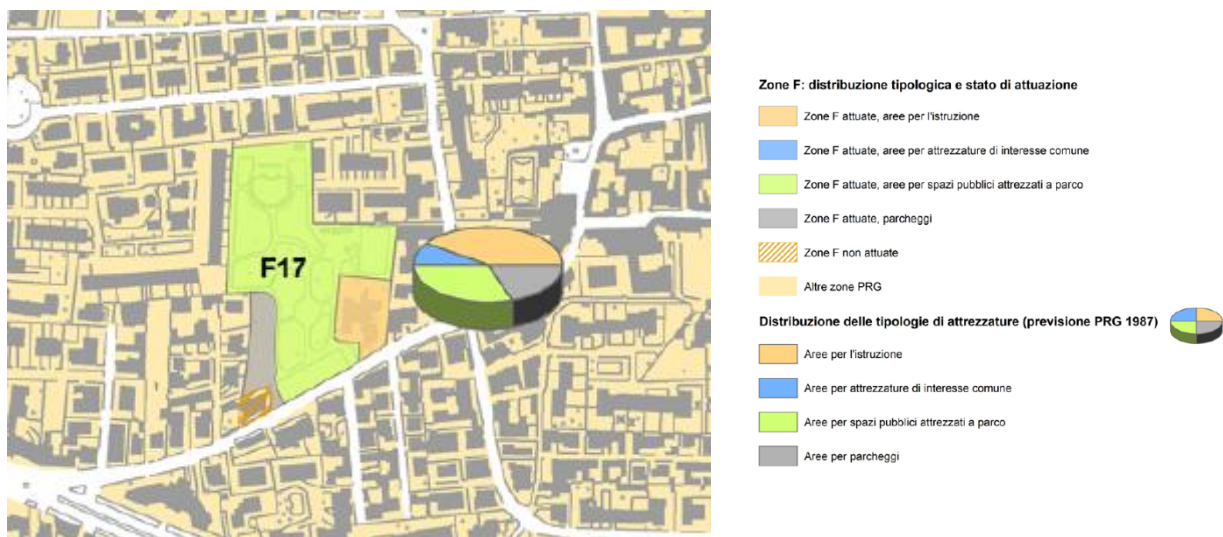 F17
Zone F: distribuzione tipologica e stato di attuazione
Zone F attuate, aree per l'istruzione
Zone F attuate, aree per attrezzature di interesse comune
Zone F attuate, aree per spazi pubblici attrezzati a parco
Zone F attuate, parcheggi
Zone F non attuate
Altre zone PRG
Distribuzione delle tipologie di attrezzature (previsione PRG 1987)
Aree per l'istruzione
Aree per attrezzature di interesse comune
Aree per spazi pubblici attrezzati a parco
Aree per parcheggi